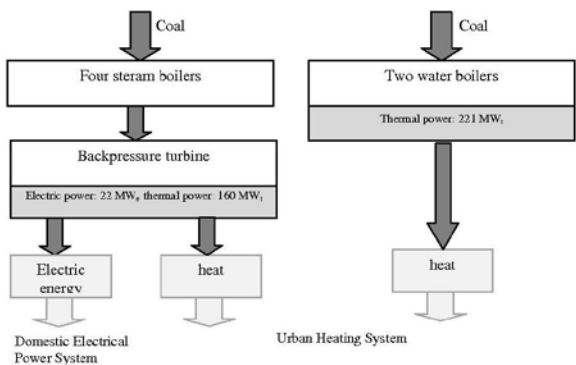 Coal
Four steram boilers
Backpressure turbine
Electric power: 22 MWe thermal power: 160 MWt
Electric
energy
heat
Domestic Electrical
Power System
Coal
Two water boilers
Thermal power: 221 MWt
heat
Urban Heating System